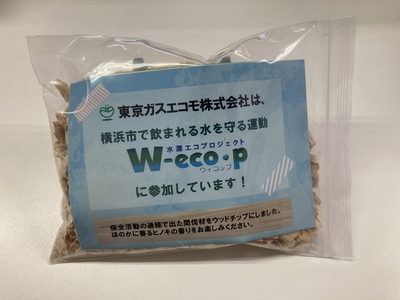 東京ガスエコモ株式会社は、
横浜市で飲まれる水を守る運動
水源エコプロジェクト
W-eco・p
ウィコップ
に参加しています！
保全活動の過程で出た間伐材をウッドチップにしました。
ほのかに香るヒノキの香りをお楽しみください。